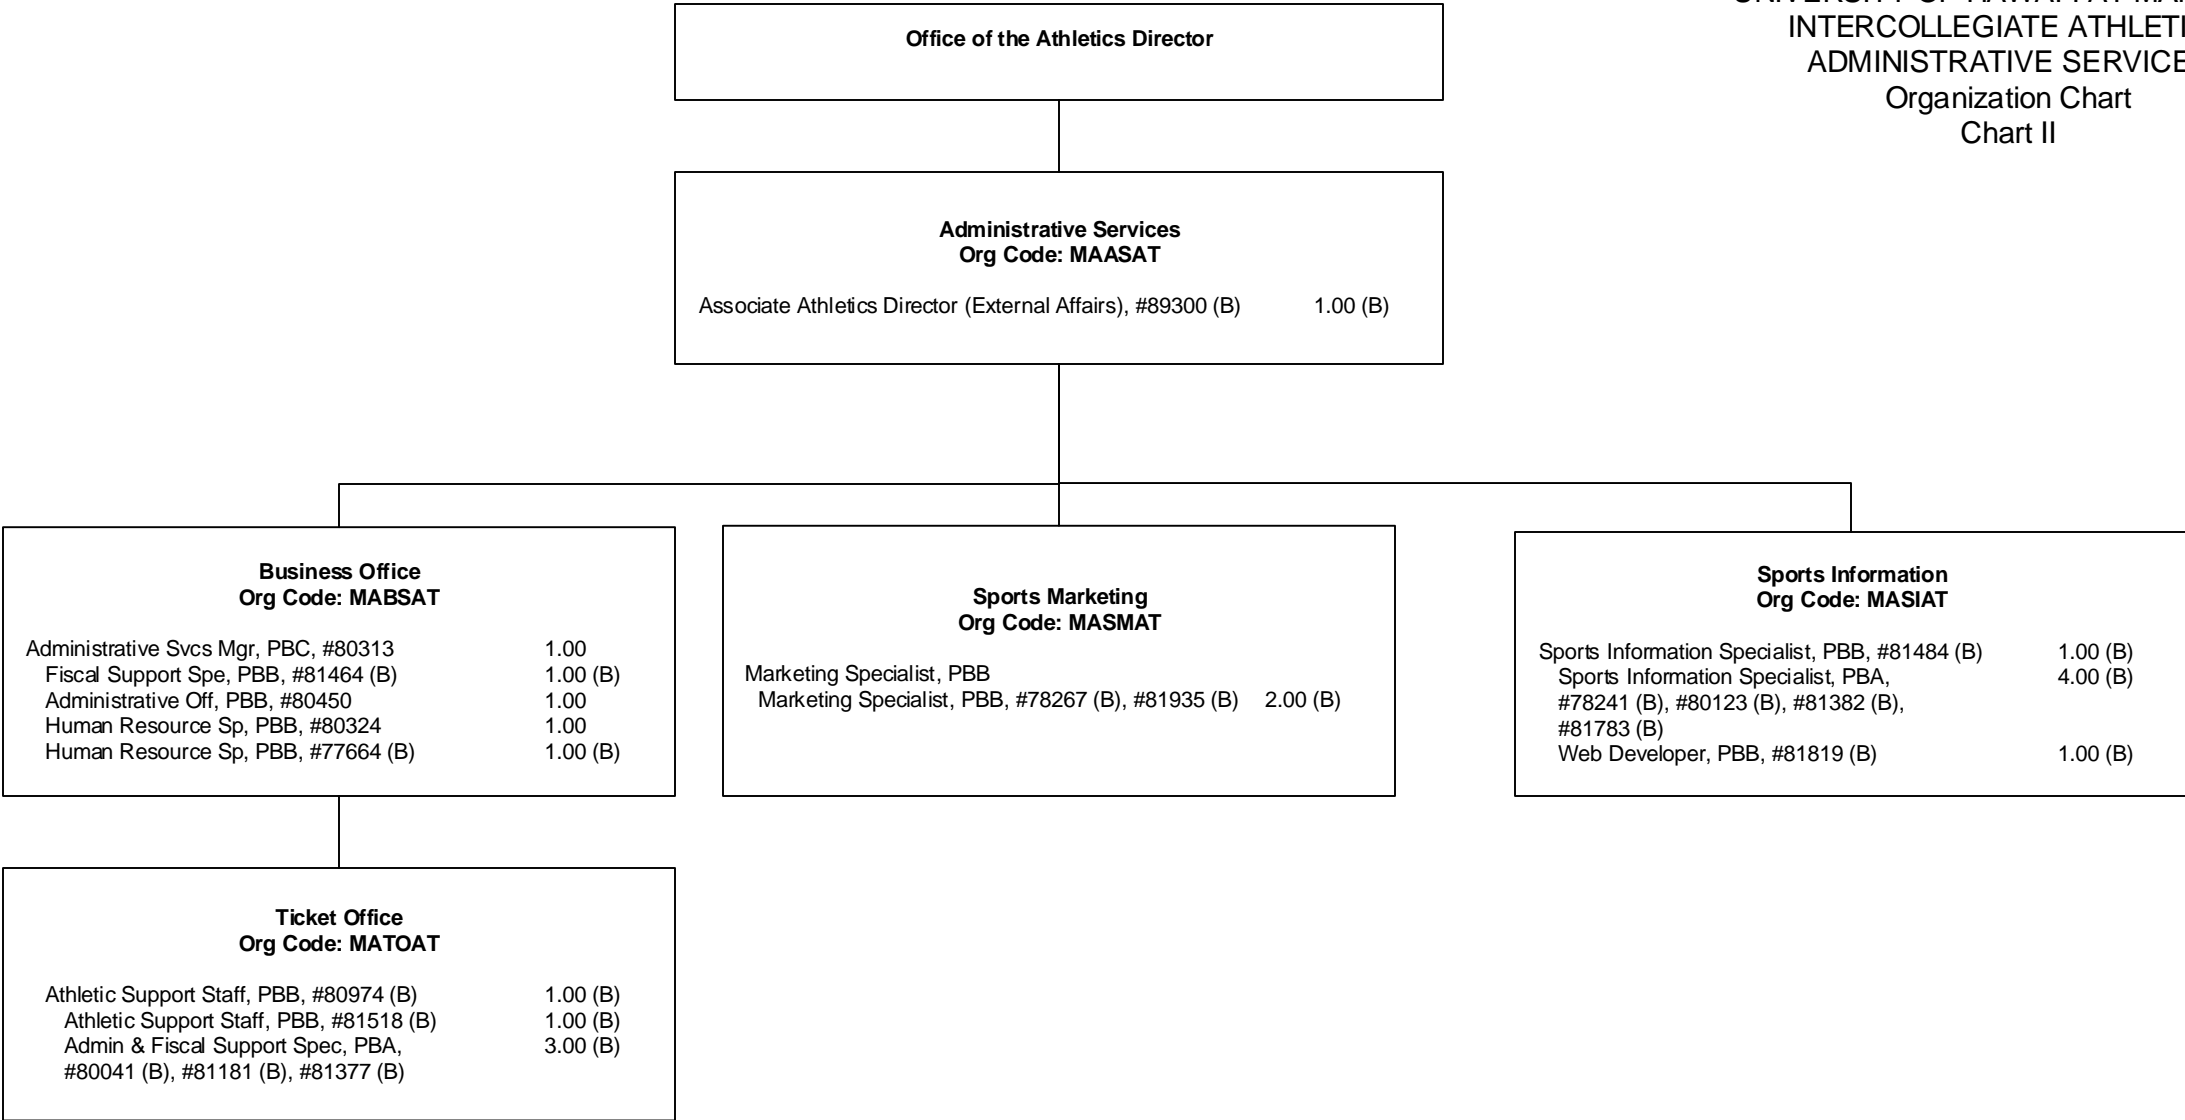 Office of the Athletics Director
INTERCOLLEGIATE
ADMINISTRATIVE
Organization Chart
Chart II
Administrative Services
Org Code: MAASAT
Associate Athletics Director (External Affairs), #89300 (B) 1.00 (B)
Business Office
Org Code: MABSAT
Administrative Svcs Mgr, PBC, #80313 1.00
Fiscal Support Spe, PBB, #81464 (B) 1.00 (B)
Administrative Off, PBB, #80450 1.00
Human Resource Sp, PBB, #80324 1.00
Human Resource Sp, PBB, #77664 (B) 1.00 (B)
Sports Marketing
Org Code: MASMAT
Marketing Specialist, PBB
Marketing Specialist, PBB, #78267 (B), #81935 (B) 2.00 (B)
Sports Information
Org Code: MASIAT
Sports Information Specialist, PBB, #81484 (B) 1.00 (B)
Sports Information Specialist, PBA, 4.00 (B)
#78241 (B), #80123 (B), #81382 (B),
#81783 (B)
Web Developer, PBB, #81819 (B) 1.00 (B)
Ticket Office
Org Code: MATOAT
Athletic Support Staff, PBB, #80974 (B) 1.00 (B)
Athletic Support Staff, PBB, #81518 (B) 1.00 (B)
Admin & Fiscal Support Spec, PBA, 3.00 (B)
#80041 (B), #81181 (B), #81377 (B)